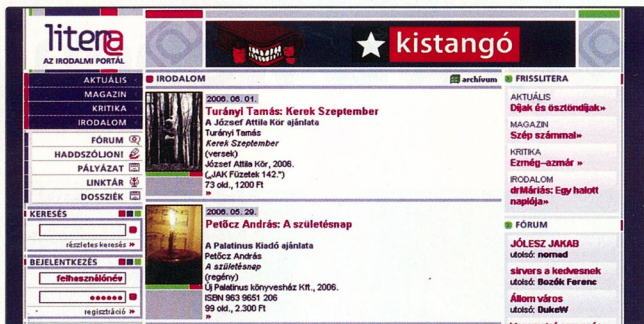 litera
AZ IRODALMI PORTÁL
kistangó
AKTUÁLIS
MAGAZIN
KRITIKA
IRODALOM
FÓRUM
HADDSZÓLJON!
PÁLYÁZAT
LINKTÁR
DOSSZIÉK
KERESÉS
részletes keresés »
BEJELENTKEZÉS
felhasználónév
regisztráció »
IRODALOM
archívum
2006. 06. 01.
Turányi Tamás: Kerek Szeptember
A József Attila Kör ajánlata
Turányi Tamás
Kerek Szeptember
(versek)
József Attila Kör, 2006.
(„JAK Füzetek 142.")
73 old., 1200 Ft
»
2006. 05. 29.
Petőcz András: A születésnap
A Palatinus Kiadó ajánlata
Petőcz András
A születésnap
(regény)
Új Palatinus könyvesház Kft., 2006.
ISBN 963 9651 206
99 old., 2.300 Ft
»
FRISSLITERA
AKTUÁLIS
Díjak és ösztöndíjak»
MAGAZIN
Szép számmal»
KRITIKA
Ezmég–azmár »
IRODALOM
drMáriás: Egy halott
naplója»
FÓRUM
JÓLESZ JAKAB
utolsó: nomad
sirvers a kedvesnek
utolsó: Bozók Ferenc
Állom város
utolsó: DukeW